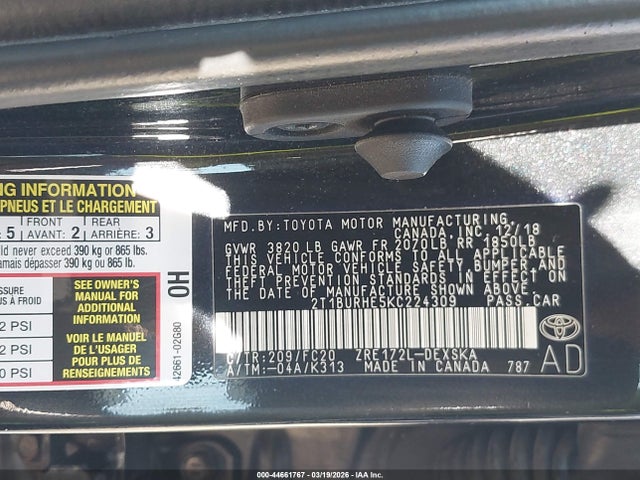 NG INFORMATION
PNEUS ET LE CHARGEMENT
5 FRONT AVANT: 2 REAR ARRIÈRE: 3
ld never exceed 390 kg or 865 lbs.
amais dépasser 390 kg ou 865 lb.
À FROID
2 PSI
2 PSI
0 PSI
SEE OWNER'S
MANUAL FOR
ADDITIONAL
INFORMATION
VOIR LE MANUEL
DE L'USAGER
POUR PLUS DE
RENSEIGNEMENTS
0H
42661-02G80
MFD.BY:TOYOTA MOTOR MANUFACTURING
CANADA, INC. 12/18
GVWR 3820 LB GAWR FR 2020LB RR 1850LB
THIS VEHICLE CONFORMS TO ALL APPLICABLE
FEDERAL MOTOR VEHICLE SAFETY, BUMPER, AND
THEFT PREVENTION STANDARDS IN EFFECT ON
THE DATE OF MANUFACTURE SHOWN ABOVE.
2T1BURHE5KC224309 PASS.CAR
C/TR:209/FC20 ZRE172L-DEXSKA
A/TM:-04A/K313 MADE IN CANADA 787
AD
000-44661767 - 03/19/2026 - IAA Inc.